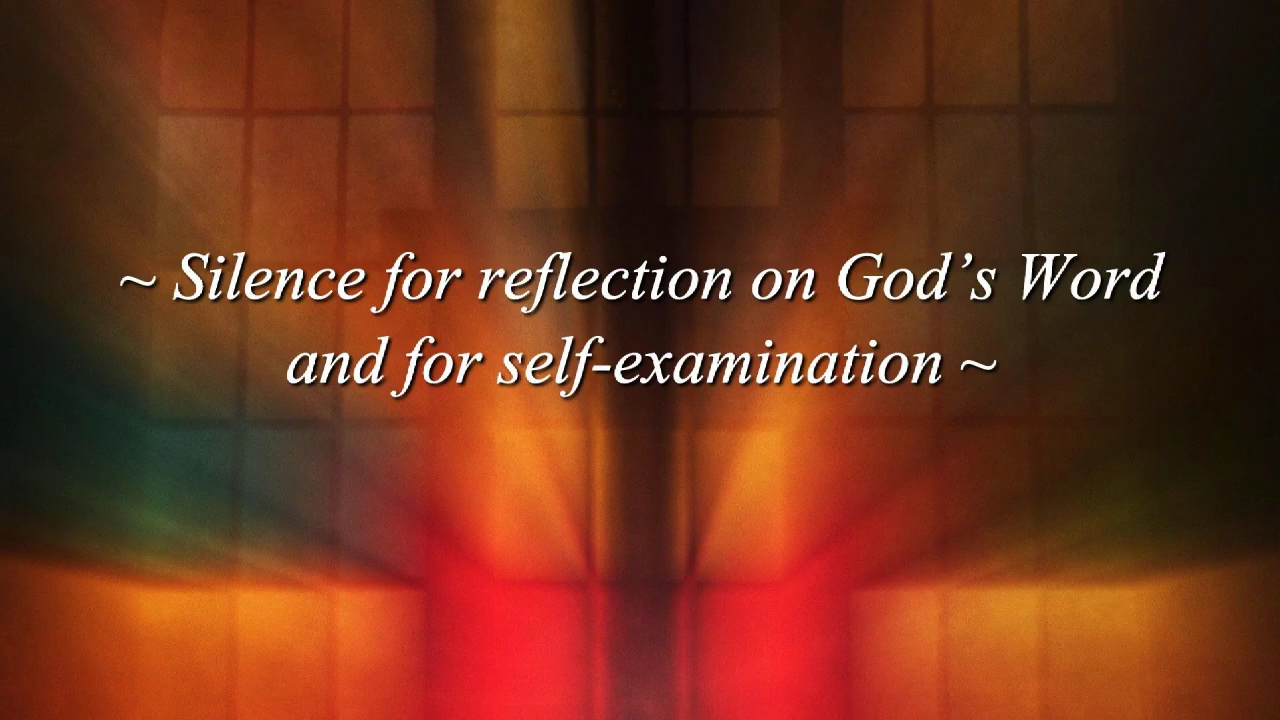 ~ Silence for reflection on God’s Word
and for self-examination ~